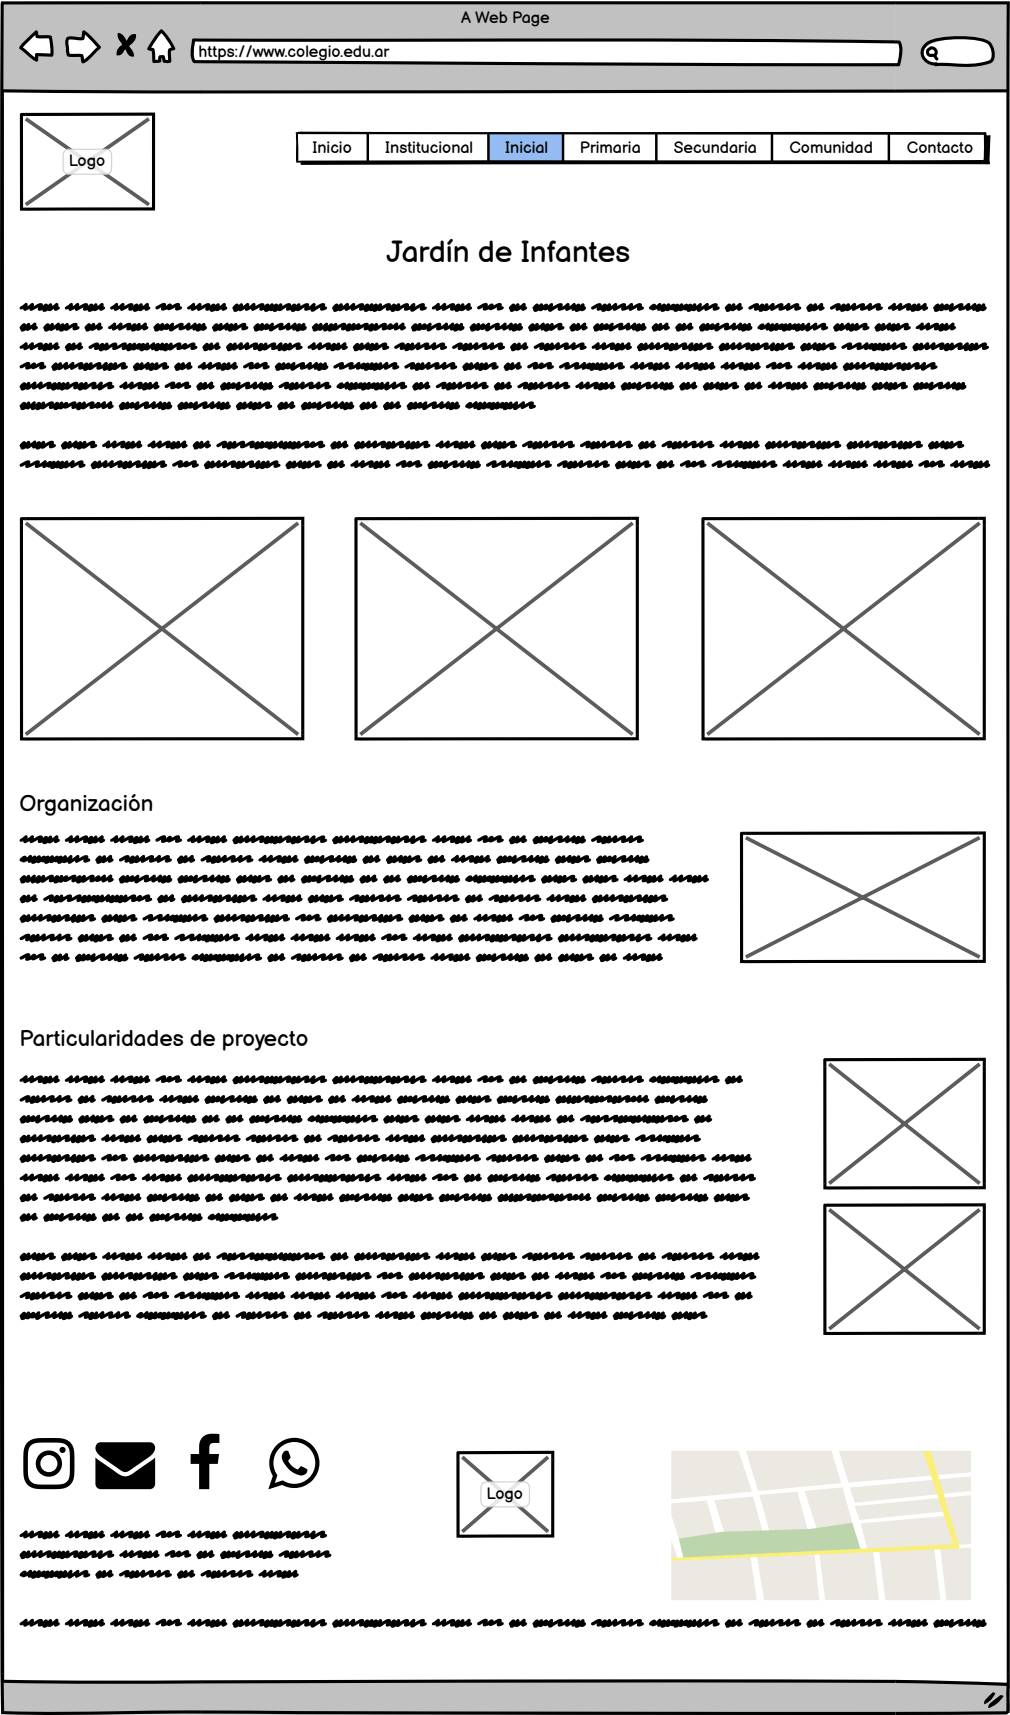 A Web Page
https://www.colegio.edu.ar
Logo
Inicio Institucional Inicial Primaria Secundaria Comunidad Contacto
Jardín de Infantes
Organización
Particularidades de proyecto
Logo